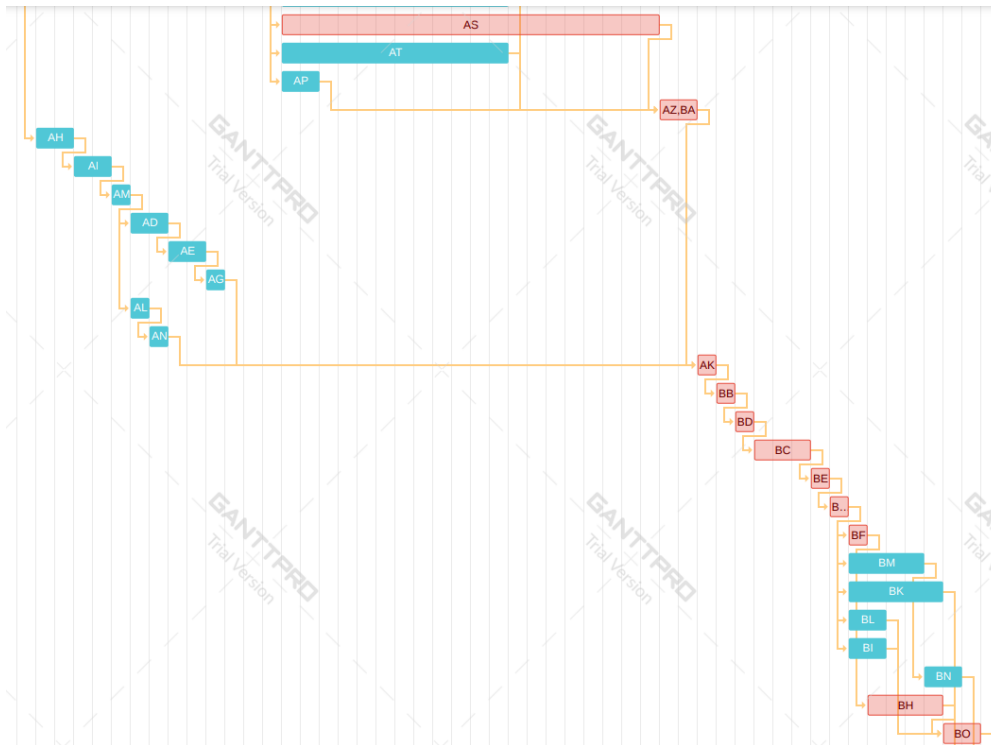 AS
AT
AP
AZ,BA
AH
AI
AM
AD
AE
AG
AL
AN
AK
BB
BD
BC
BE
B..
BF
BM
BK
BL
BI
BN
BH
BO
GANTTPRO
Trial Version
GANTTPRO
Trial Version
GANTTPRO
Trial Version
GANTTPRO
Trial Version